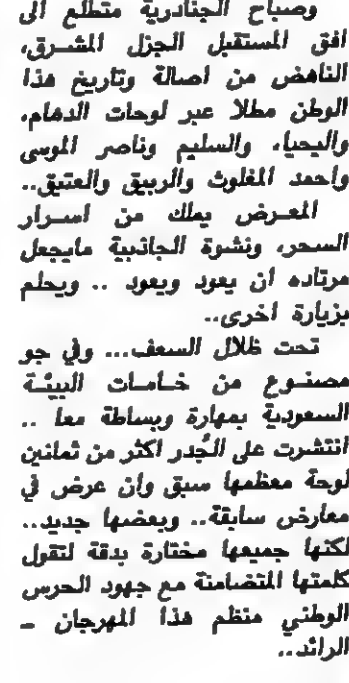 وصباح الجنادرية متطلع الى
افق المستقبل الجزل المشرق،
الناهض من اصالة وتاريخ هذا
الوطن مطلا عبر لوحات الدهام،
واليحيا، والسليم وناصر الموسى
واحمد المغلوث والربيق والعتيق..
المعرض يملك من اسرار
السحر، ونشوة الجاذبية مايجعل
مرتاده ان يعود ويعود .. ويحلم
بزيارة اخرى..
تحت ظلال السعف... وفي جو
مصنوع من خامات البيئة
السعودية بمهارة وبساطة معا ..
انتشرت على الجُدر اكثر من ثمانين
لوحة معظمها سبق وان عرض في
معارض سابقة.. وبعضها جديد..
لكنها جميعها مختارة بدقة لتقول
كلمتها المتضامنة مع جهود الحرس
الوطني منظم هذا المهرجان -
الرائد..